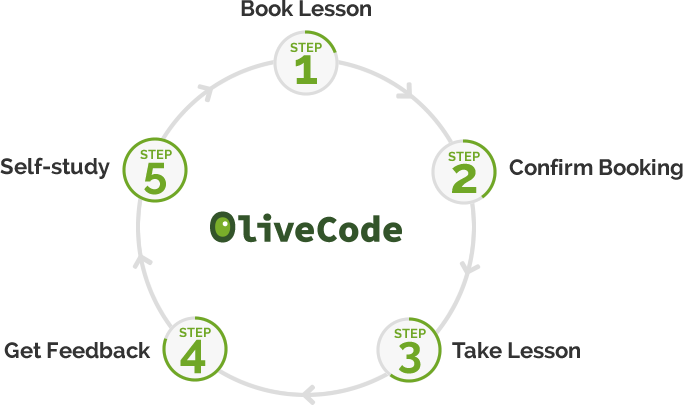 Book Lesson
STEP
1
STEP
2
Confirm Booking
STEP
3
Take Lesson
STEP
4
Get Feedback
STEP
5
Self-study
OliveCode